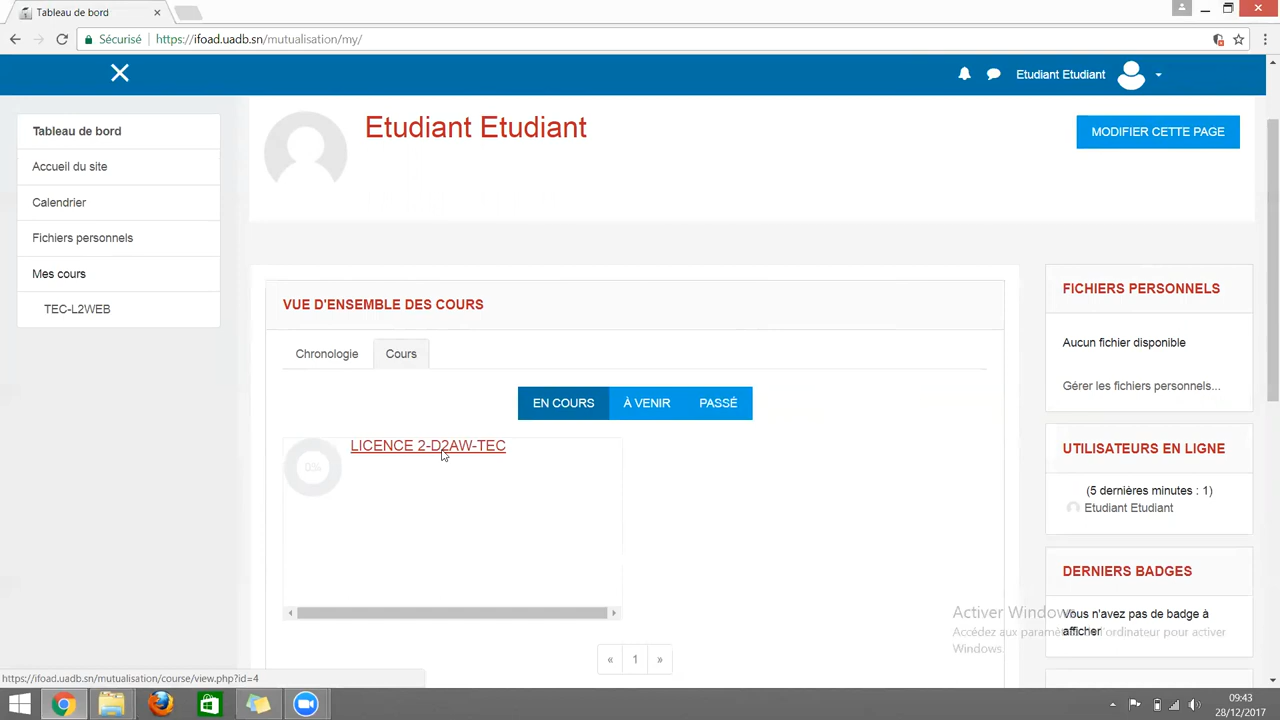 Tableau de bord
Sécurisé https://ifoad.uadb.sn/mutualisation/my/
Etudiant Etudiant
Tableau de bord
Accueil du site
Calendrier
Fichiers personnels
Mes cours
TEC-L2WEB
Etudiant Etudiant
MODIFIER CETTE PAGE
VUE D'ENSEMBLE DES COURS
Chronologie Cours
EN COURS À VENIR PASSÉ
0%
LICENCE 2-D2AW-TEC
« 1 »
FICHIERS PERSONNELS
Aucun fichier disponible
Gérer les fichiers personnels...
UTILISATEURS EN LIGNE
(5 dernières minutes : 1)
Etudiant Etudiant
DERNIERS BADGES
Vous n'avez pas de badge à
afficher
Activer Windows
Accédez aux l'ordinateur pour activer
Windows.
https://ifoad.uadb.sn/mutualisation/course/view.php?id=4
09:43
28/12/2017